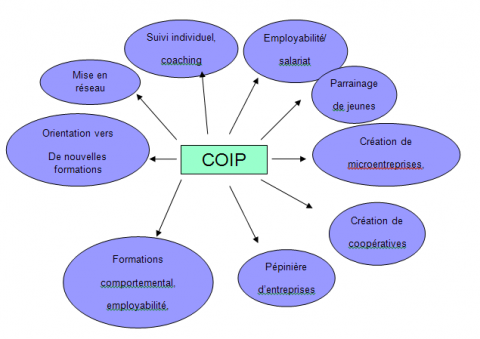 Suivi individuel,
coaching
Employabilité/
salariat
Mise en
réseau
Parrainage
de jeunes
Orientation vers
De nouvelles
formations
COIP
Création de
microentreprises.
Création de
coopératives
Formations
comportemental.
employabilité.
Pépinière
d'entreprises